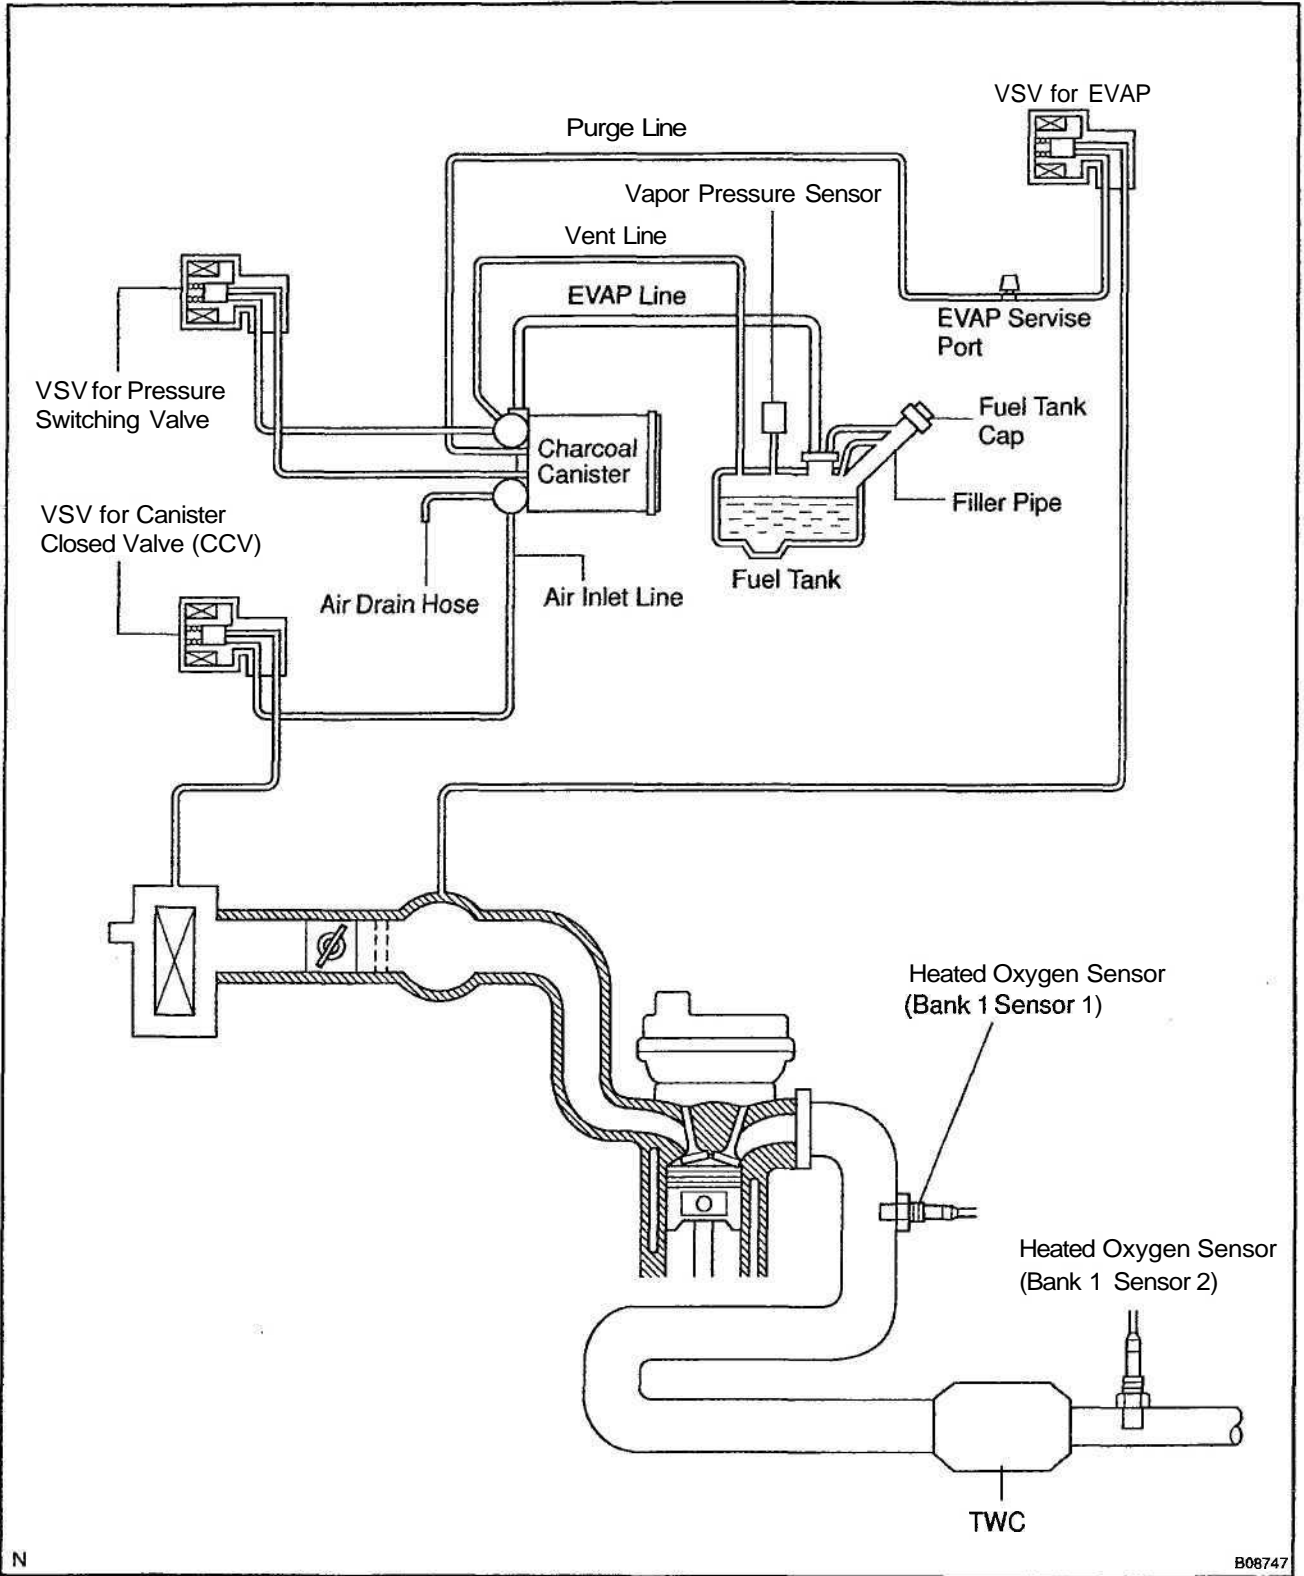 VSV for EVAP
Purge Line
Vapor Pressure Sensor
Vent Line
EVAP Line
EVAP Servise
Port
VSV for Pressure
Switching Valve
Fuel Tank
Cap
Charcoal
Canister
Filler Pipe
VSV for Canister
Closed Valve (CCV)
Fuel Tank
Air Drain Hose
Air Inlet Line
Heated Oxygen Sensor
(Bank 1 Sensor 1)
Heated Oxygen Sensor
(Bank 1 Sensor 2)
TWC
N
B08747